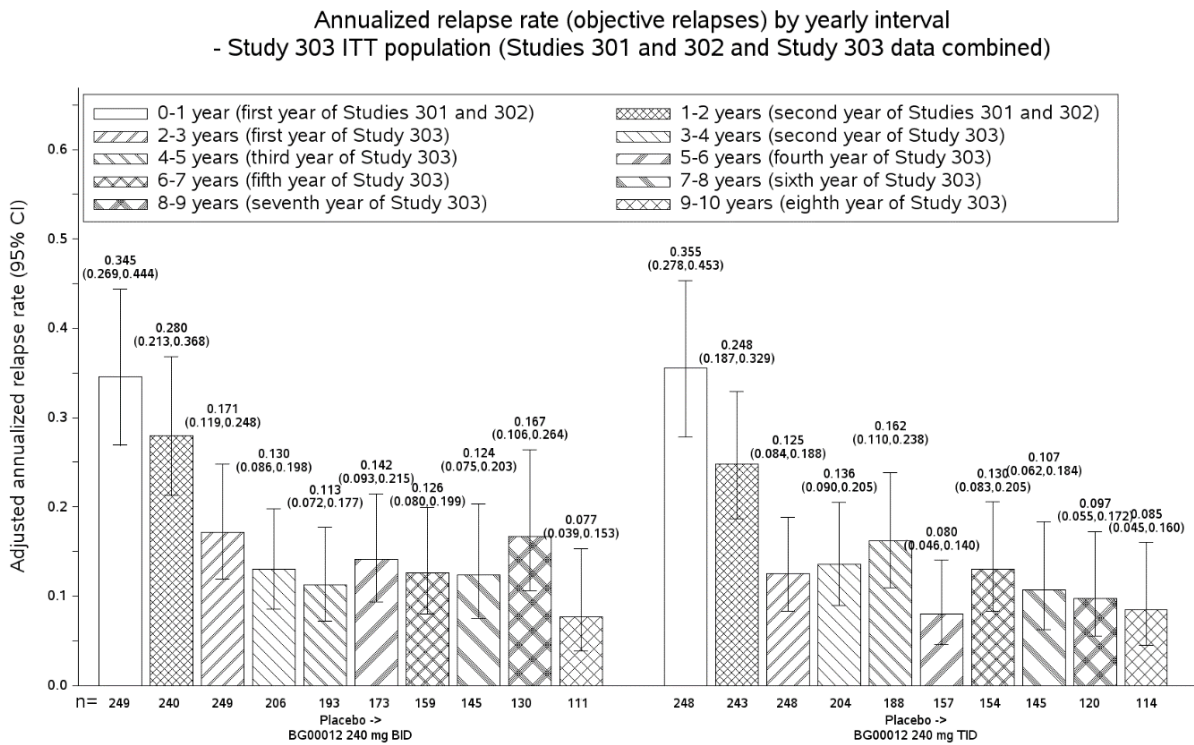 Annualized relapse rate (objective relapses) by yearly interval
- Study 303 ITT population (Studies 301 and 302 and Study 303 data combined)
0-1 year (first year of Studies 301 and 302)
1-2 years (second year of Studies 301 and 302)
2-3 years (first year of Study 303)
3-4 years (second year of Study 303)
4-5 years (third year of Study 303)
5-6 years (fourth year of Study 303)
6-7 years (fifth year of Study 303)
7-8 years (sixth year of Study 303)
8-9 years (seventh year of Study 303)
9-10 years (eighth year of Study 303)
Adjusted annualized relapse rate (95% CI)
0.6
0.5
0.4
0.3
0.2
0.1
0.0
0.345
(0.269,0.444)
0.280
(0.213,0.368)
0.171
(0.119,0.248)
0.130
(0.086,0.198)
0.113
(0.072,0.177)
0.142
(0.093,0.215)
0.126
(0.080,0.199)
0.124
(0.075,0.203)
0.167
(0.106,0.264)
0.077
(0.039,0.153)
0.355
(0.278,0.453)
0.248
(0.187,0.329)
0.125
(0.084,0.188)
0.136
(0.090,0.205)
0.162
(0.110,0.238)
0.080
(0.046,0.140)
0.130
(0.083,0.205)
0.107
(0.062,0.184)
0.097
(0.055,0.172)
0.085
(0.045,0.160)
n= 249 240 249 206 193 173 159 145 130 111 248 243 248 204 188 157 154 145 120 114
Placebo ->
BG00012 240 mg BID
Placebo ->
BG00012 240 mg TID